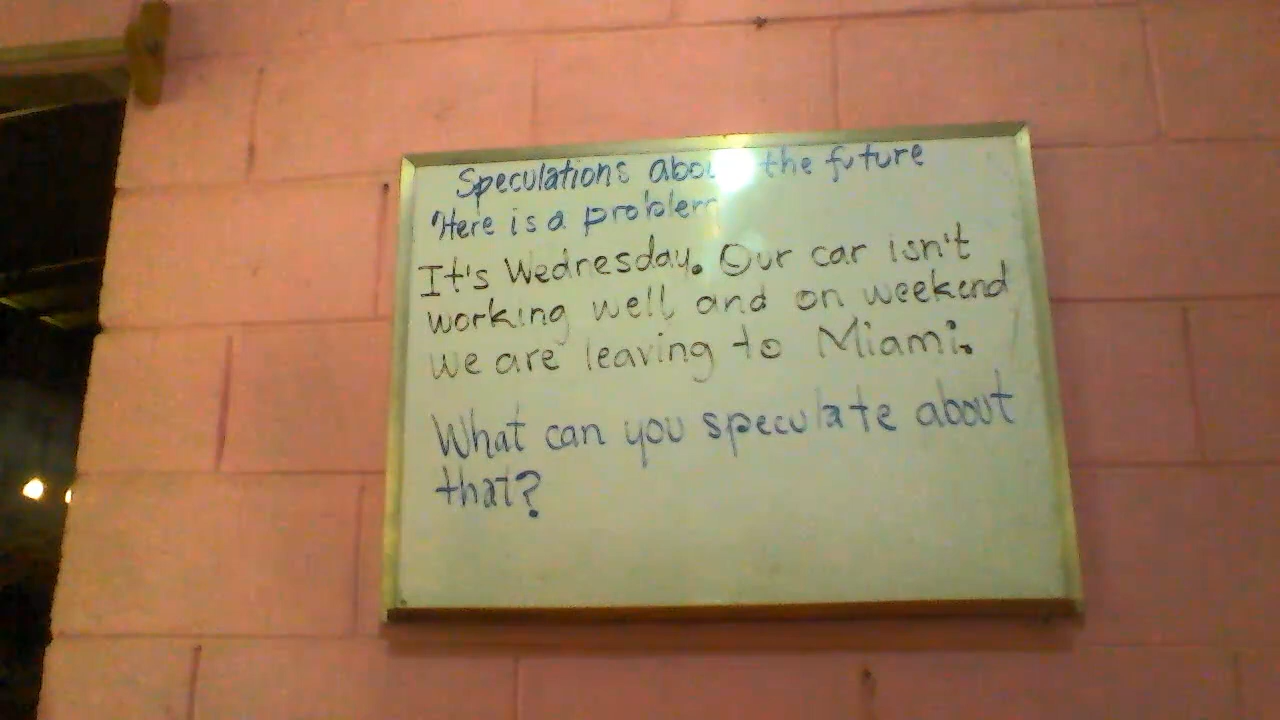 Speculations about the future
Here is a problem
It's Wednesday. Our car isn't
working well and on weekend
we are leaving to Miami.
What can you speculate about
that?